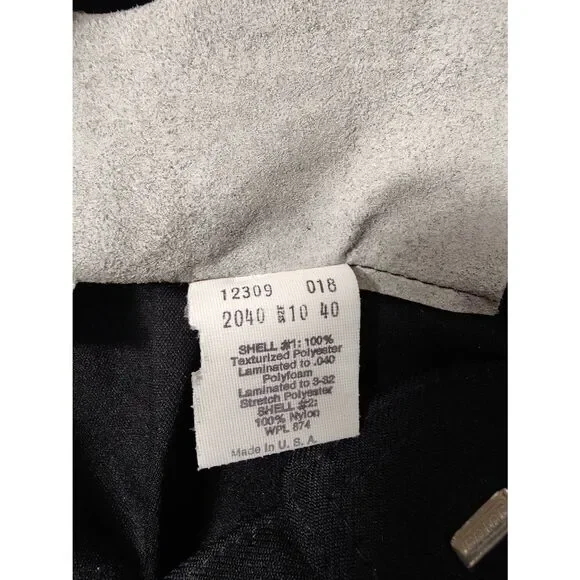 12309 018
2040 SIZE 10 40
SHELL #1: 100%
Texturized Polyester
Laminated to .040
Polyfoam
Laminated to 3-32
Stretch Polyester
SHELL #2:
100% Nylon
WPL 874
Made in U. S. A.